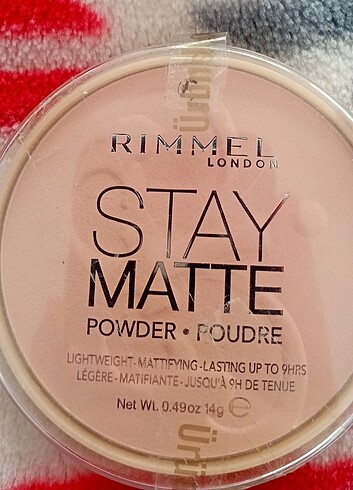 RIMMEL
LONDON
STAY
MATTE
POWDER • POUDRE
LIGHTWEIGHT-MATTIFYING-LASTING UP TO 9HRS
LÉGÈRE-MATIFIANTE-JUSQU'À 9H DE TENUE
Net Wt. 0.49oz 14g e